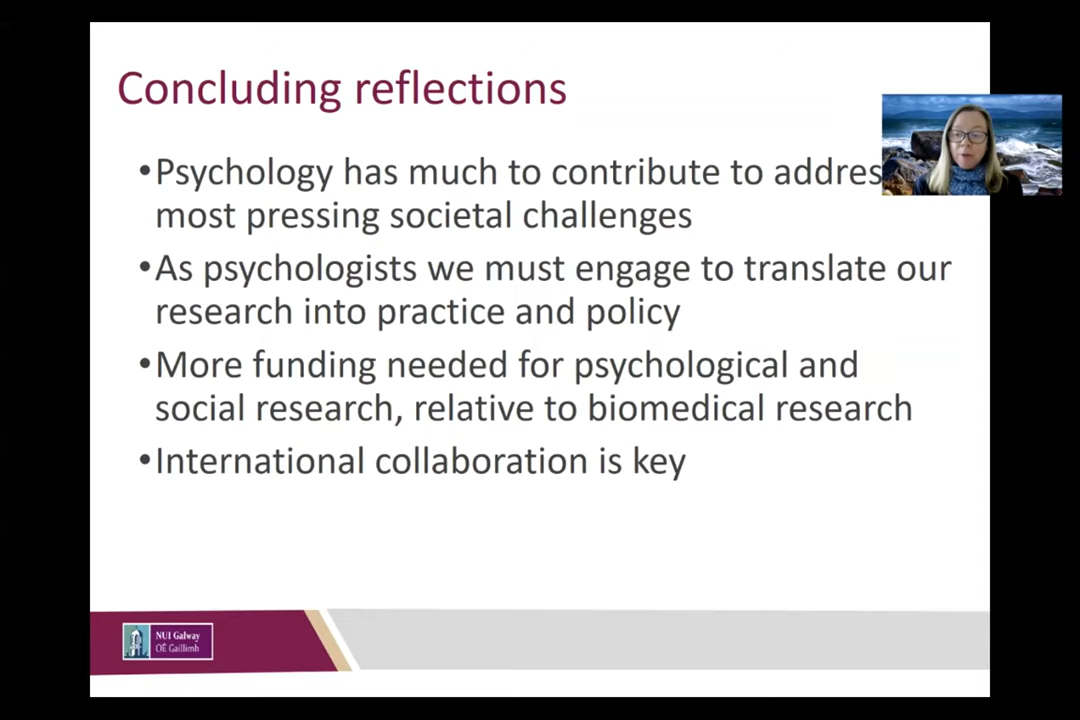 Concluding reflections
•Psychology has much to contribute to
most pressing societal challenges
•As psychologists we must engage to translate our
research into practice and policy
•More funding needed for psychological and
social research, relative to biomedical research
•International collaboration is key
NUI Galway
OÉ Gaillimh